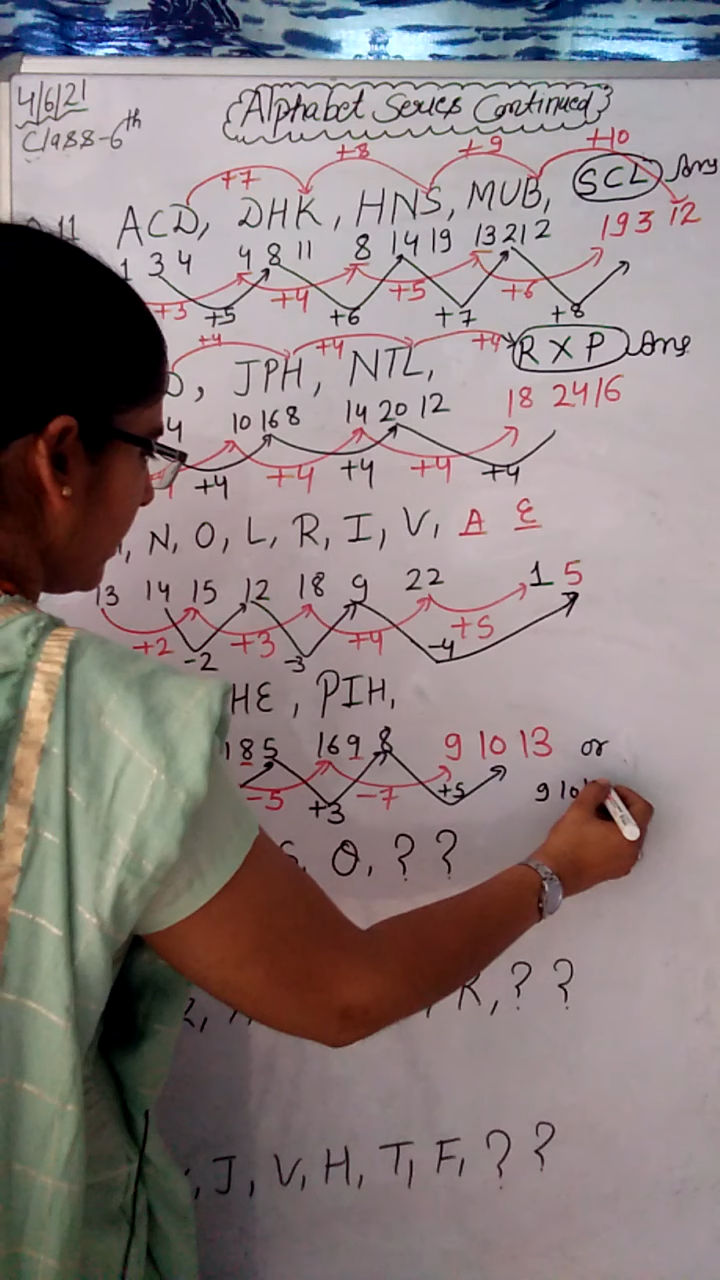 4/6/21
Class-6th
Alphabet Series Continued
+7 +8 +9 +10
11 ACD, DHK, HNS, MUB, SCL Ans
1 3 4 4 8 11 8 14 19 13 21 2 19 3 12
+3 +5 +4 +6 +5 +7 +6 +8
+4 +4 +4
, JPH, NTL, RXP Ans
4 10 16 8 14 20 12 18 24 16
+4 +4 +4 +4 +4
, N, O, L, R, I, V, A E
13 14 15 12 18 9 22 1 5
+2 -2 +3 -3 +4 -4 +5
HE, PIH,
18 5 16 9 8 9 10 13 or
-5 +3 -7 +5 9 10
, O, ? ?
, R, ? ?
, J, V, H, T, F, ? ?